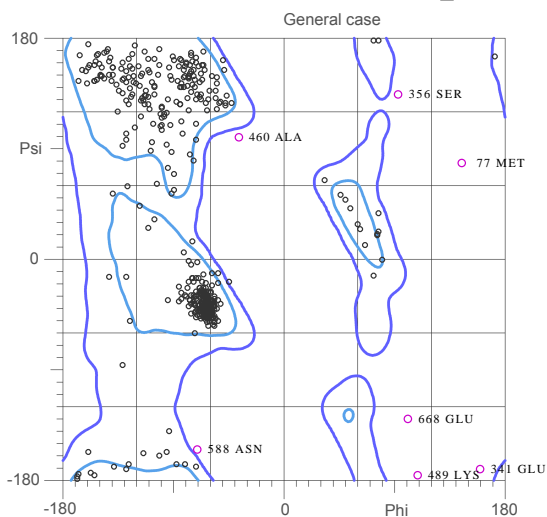 General case
180
356 SER
460 ALA
Psi
77 MET
0
668 GLU
588 ASN
341 GLU
489 LYS
-180
-180 0 Phi 180